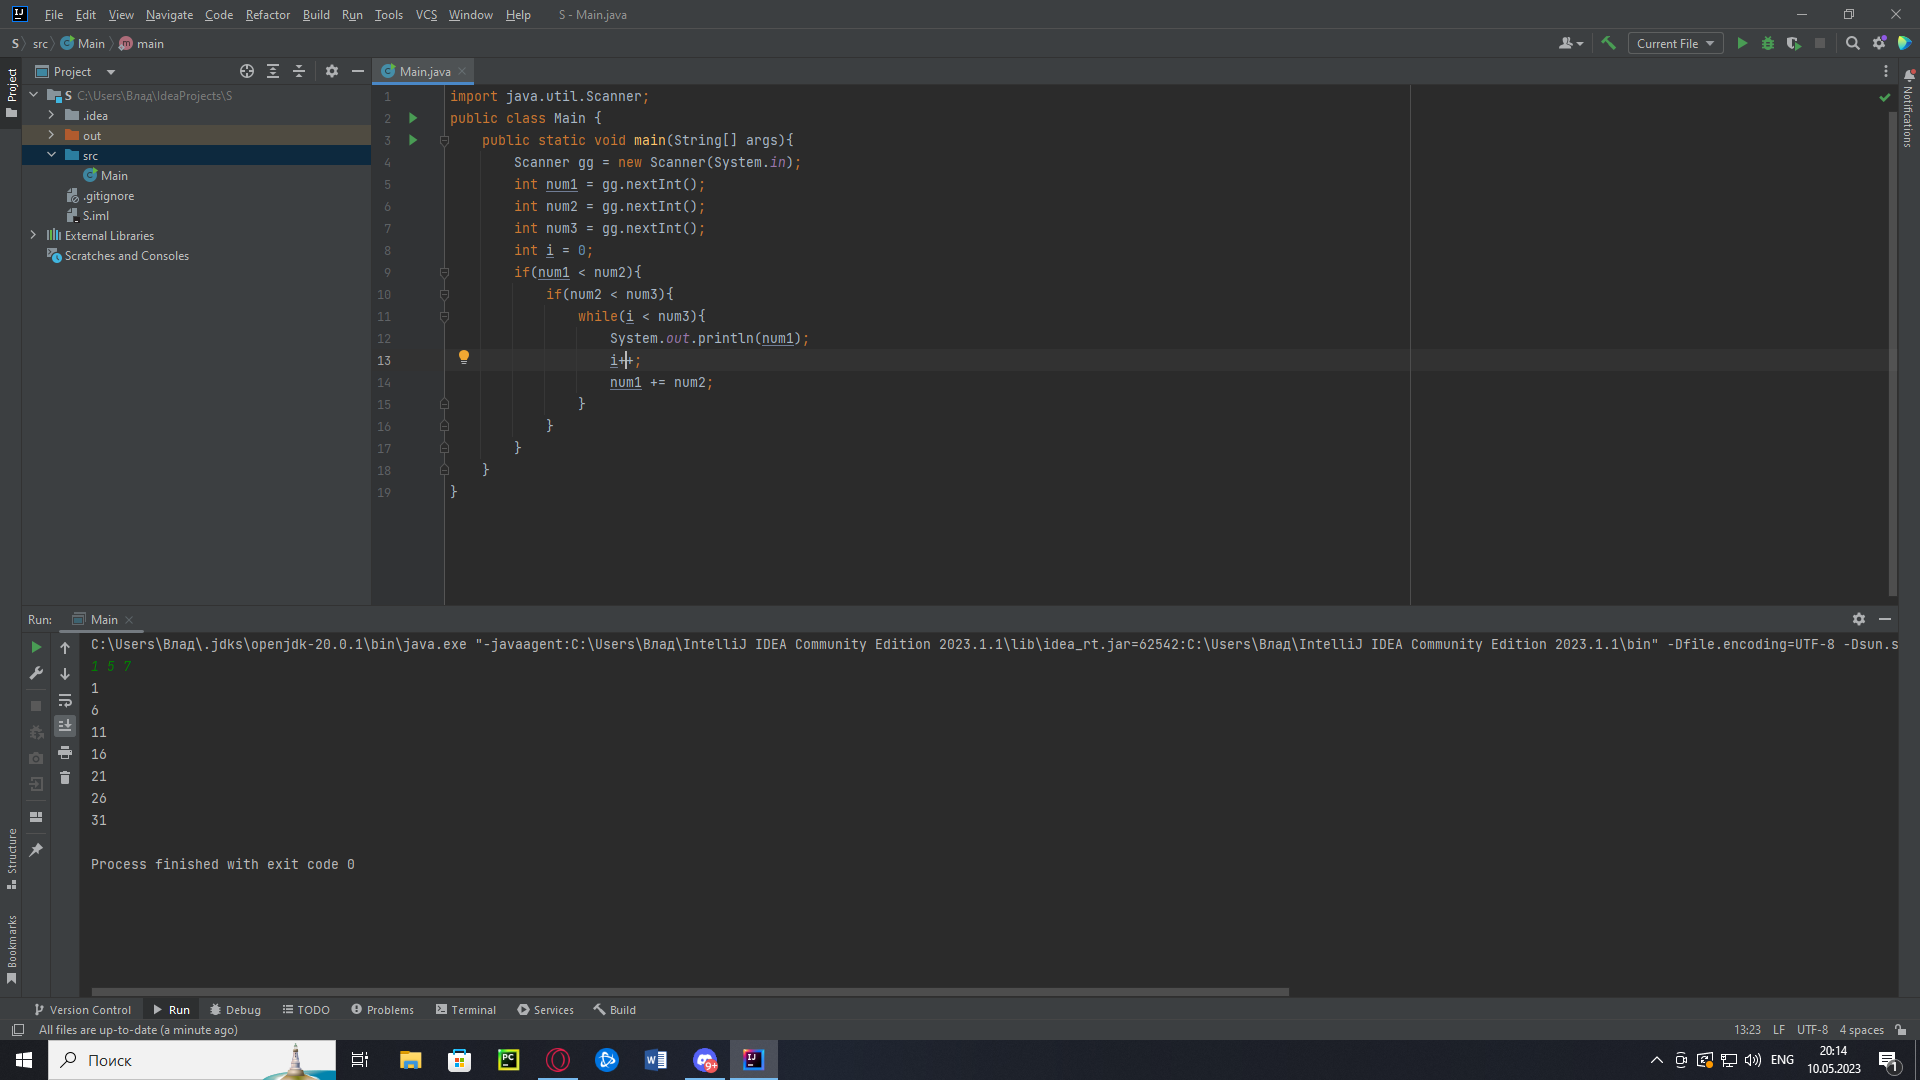 File Edit View Navigate Code Refactor Build Run Tools VCS Window Help S - Main.java
S src Main main
Current File
Project
Main.java
S C:\Users\Влад\IdeaProjects\S
.idea
out
src
Main
.gitignore
S.iml
External Libraries
Scratches and Consoles
Project
Structure
Bookmarks
Notifications
1 import java.util.Scanner;
2 public class Main {
3 public static void main(String[] args){
4 Scanner gg = new Scanner(System.in);
5 int num1 = gg.nextInt();
6 int num2 = gg.nextInt();
7 int num3 = gg.nextInt();
8 int i = 0;
9 if(num1 < num2){
10 if(num2 < num3){
11 while(i < num3){
12 System.out.println(num1);
13 i++;
14 num1 += num2;
15 }
16 }
17 }
18 }
19 }
Run: Main
C:\Users\Влад\.jdks\openjdk-20.0.1\bin\java.exe "-javaagent:C:\Users\Влад\IntelliJ IDEA Community Edition 2023.1.1\lib\idea_rt.jar=62542:C:\Users\Влад\IntelliJ IDEA Community Edition 2023.1.1\bin" -Dfile.encoding=UTF-8 -Dsun.s
1 5 7
1
6
11
16
21
26
31
Process finished with exit code 0
Version Control Run Debug TODO Problems Terminal Services Build
All files are up-to-date (a minute ago) 13:23 LF UTF-8 4 spaces
Поиск
ENG
20:14
10.05.2023